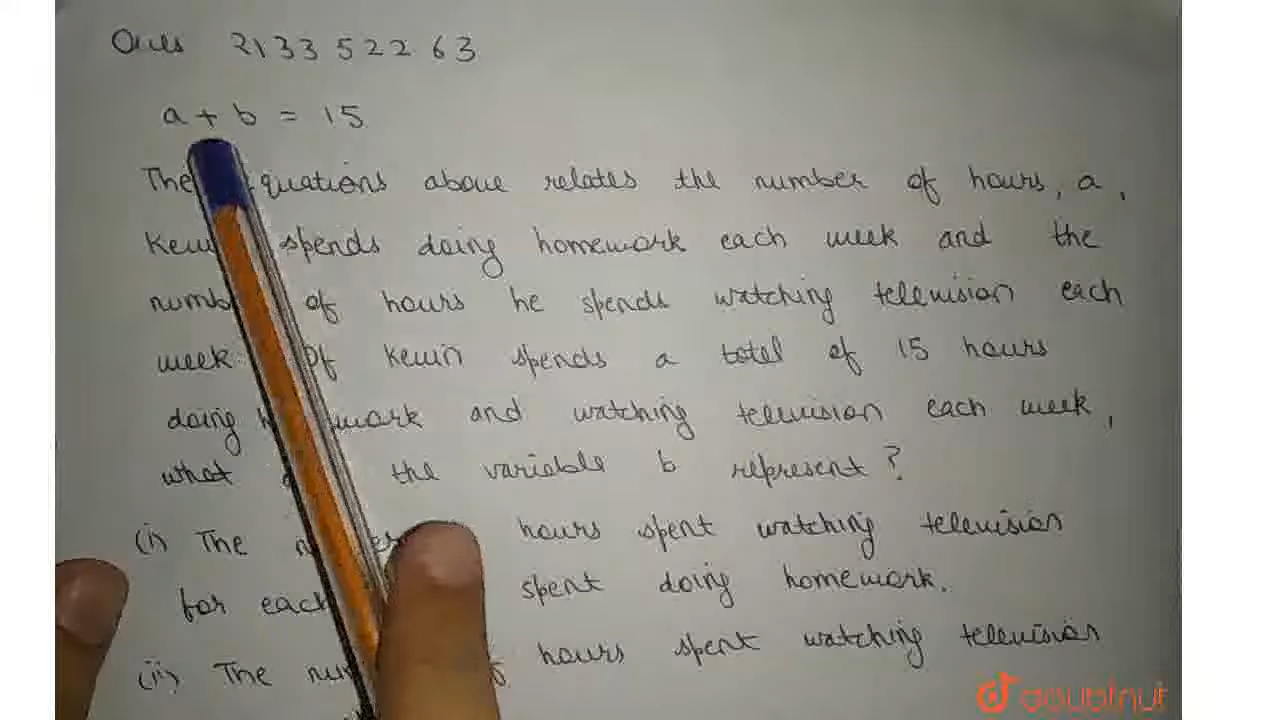 Ques 2133 522 63
a + b = 15
The quations above relates the number of hours, a,
Kevin spends doing homework each week and the
numb of hours he spends watching television each
week. If Kevin spends a total of 15 hours
doing mework and watching television each week,
what the variable b represent?
(i) The hours spent watching television
for each spent doing homework.
(ii) The hours spent watching television
doubtnut